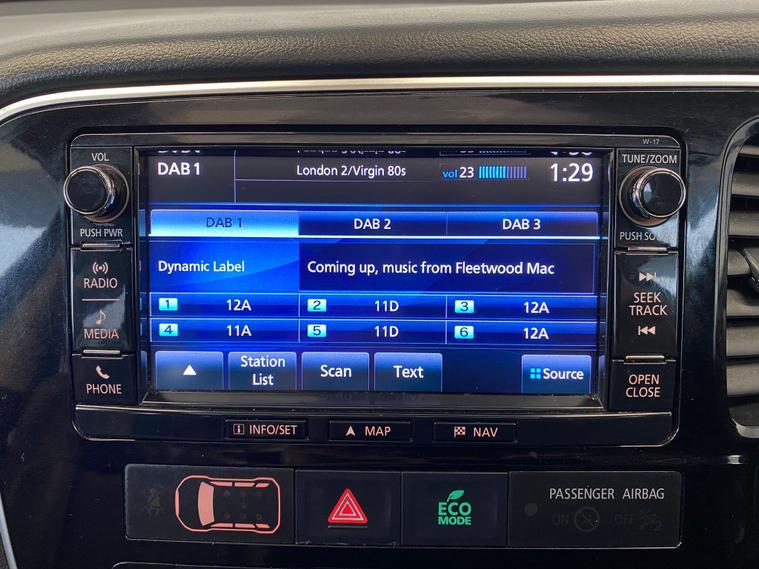 W-17
VOL
TUNE/ZOOM
DAB 1
London 2/Virgin 80s
vol 23
1:29
PUSH PWR
DAB 1 DAB 2 DAB 3
PUSH
RADIO
Dynamic Label
Coming up, music from Fleetwood Mac
SEEK
TRACK
1 12A 2 11D 3 12A
MEDIA
4 11A 5 11D 6 12A
PHONE
Station
List
Scan
Text
Source
OPEN
CLOSE
i INFO/SET
MAP
NAV
ECO
MODE
PASSENGER AIRBAG
ON OFF